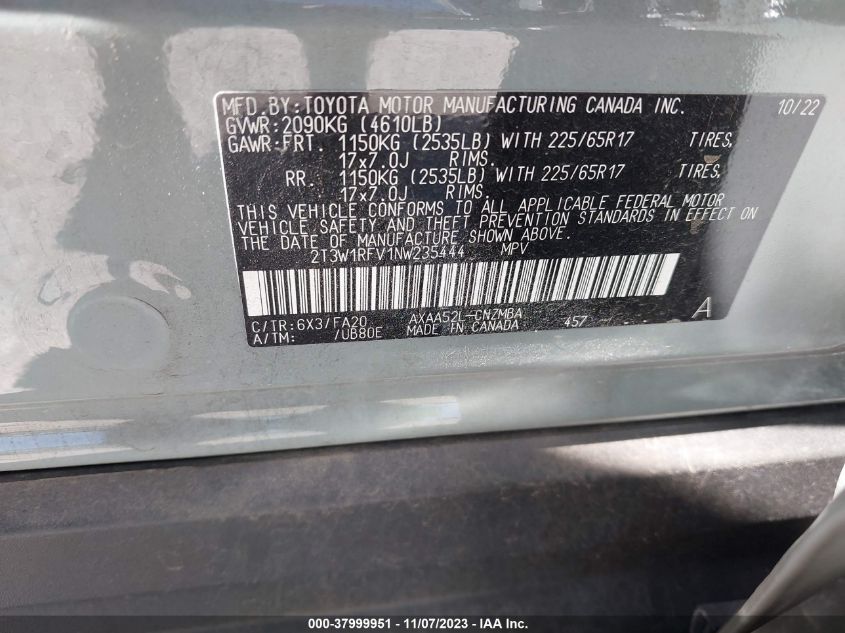 MFD.BY:TOYOTA MOTOR MANUFACTURING CANADA INC. 10/22
GVWR:2090KG (4610LB)
GAWR:FRT. 1150KG (2535LB) WITH 225/65R17 TIRES,
17x7.0J RIMS.
RR. 1150KG (2535LB) WITH 225/65R17 TIRES,
17x7.0J RIMS.
THIS VEHICLE CONFORMS TO ALL APPLICABLE FEDERAL MOTOR
VEHICLE SAFETY AND THEFT PREVENTION STANDARDS IN EFFECT ON
THE DATE OF MANUFACTURE SHOWN ABOVE.
2T3W1RFV1NW235444 MPV
C/TR:6X3/FA20 AXAA52L-CNZMBA
A/TM: /UB80E MADE IN CANADA 457 A
000-37999951 - 11/07/2023 - IAA Inc.